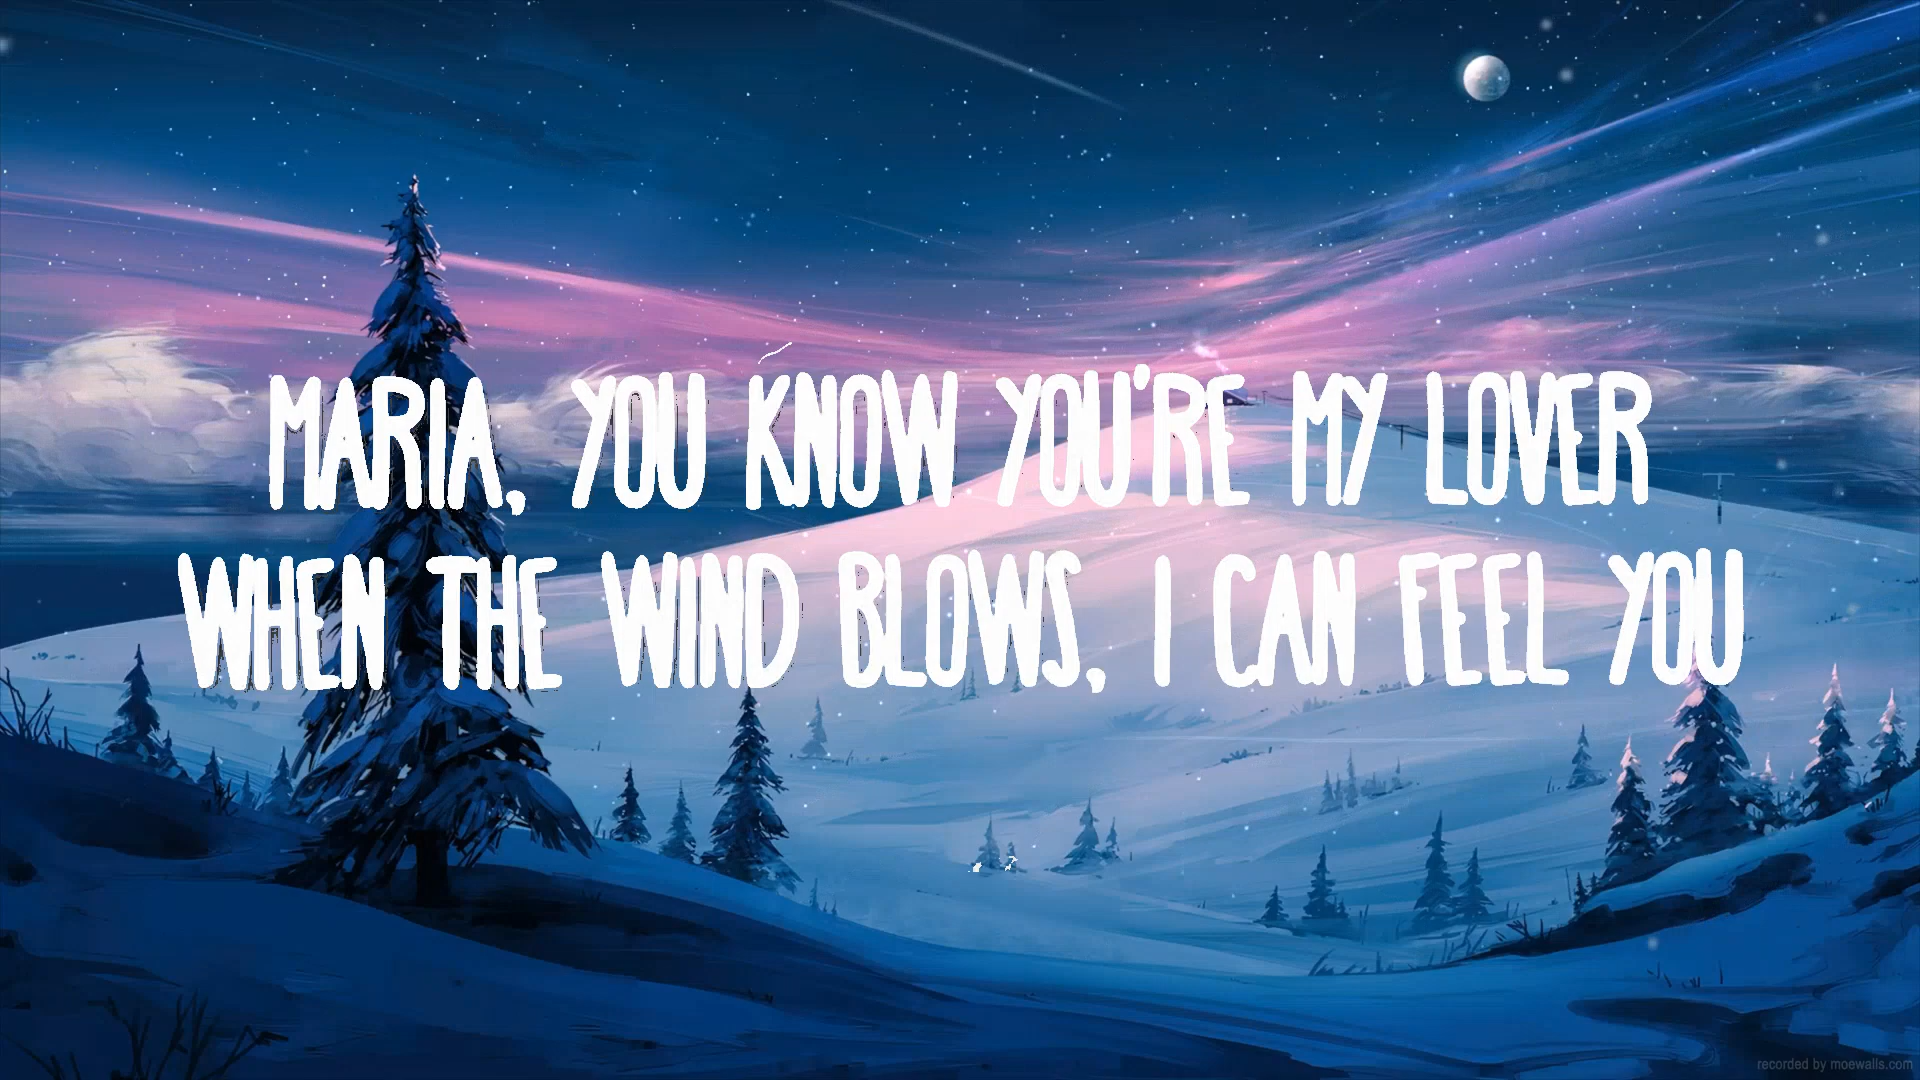 MARIA, YOU KNOW YOU'RE MY LOVER
WHEN THE WIND BLOWS, I CAN FEEL YOU
recorded by moewalls.com